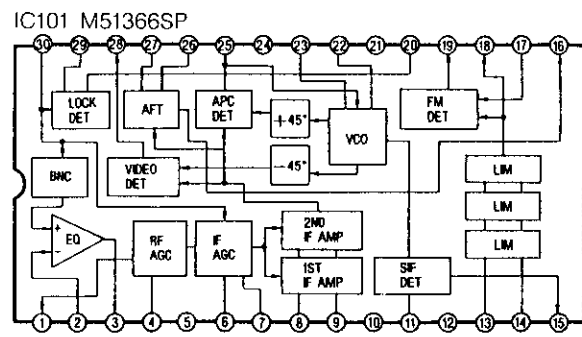 IC101 M51366SP
30 29 28 27 26 25 24 23 22 21 20 19 18 17 16
LOCK DET
AFT
APC DET
+45°
VCO
FM DET
BNC
VIDEO DET
-45°
LIM
LIM
LIM
+
-
EQ
RF AGC
IF AGC
2ND IF AMP
1ST IF AMP
SIF DET
1 2 3 4 5 6 7 8 9 10 11 12 13 14 15